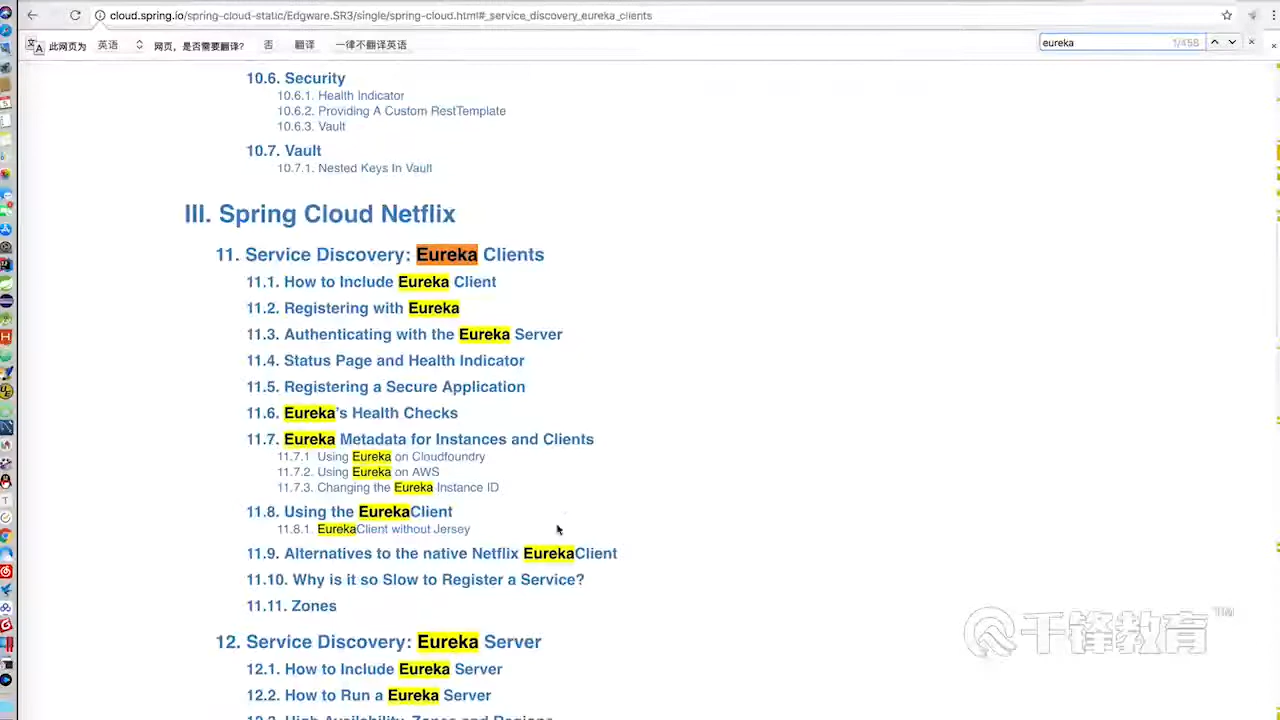 cloud.spring.io/spring-cloud-static/Edgware.SR3/single/spring-cloud.html#_service_discovery_eureka_clients
此网页为 英语 网页，是否需要翻译? 否 翻译 一律不翻译英语
eureka 1/458
10.6. Security
10.6.1. Health Indicator
10.6.2. Providing A Custom RestTemplate
10.6.3. Vault
10.7. Vault
10.7.1. Nested Keys In Vault
III. Spring Cloud Netflix
11. Service Discovery: Eureka Clients
11.1. How to Include Eureka Client
11.2. Registering with Eureka
11.3. Authenticating with the Eureka Server
11.4. Status Page and Health Indicator
11.5. Registering a Secure Application
11.6. Eureka's Health Checks
11.7. Eureka Metadata for Instances and Clients
11.7.1 Using Eureka on Cloudfoundry
11.7.2. Using Eureka on AWS
11.7.3. Changing the Eureka Instance ID
11.8. Using the EurekaClient
11.8.1. EurekaClient without Jersey
11.9. Alternatives to the native Netflix EurekaClient
11.10. Why is it so Slow to Register a Service?
11.11. Zones
千锋教育™
12. Service Discovery: Eureka Server
12.1. How to Include Eureka Server
12.2. How to Run a Eureka Server
12.3. High Availability, Zones and Regions